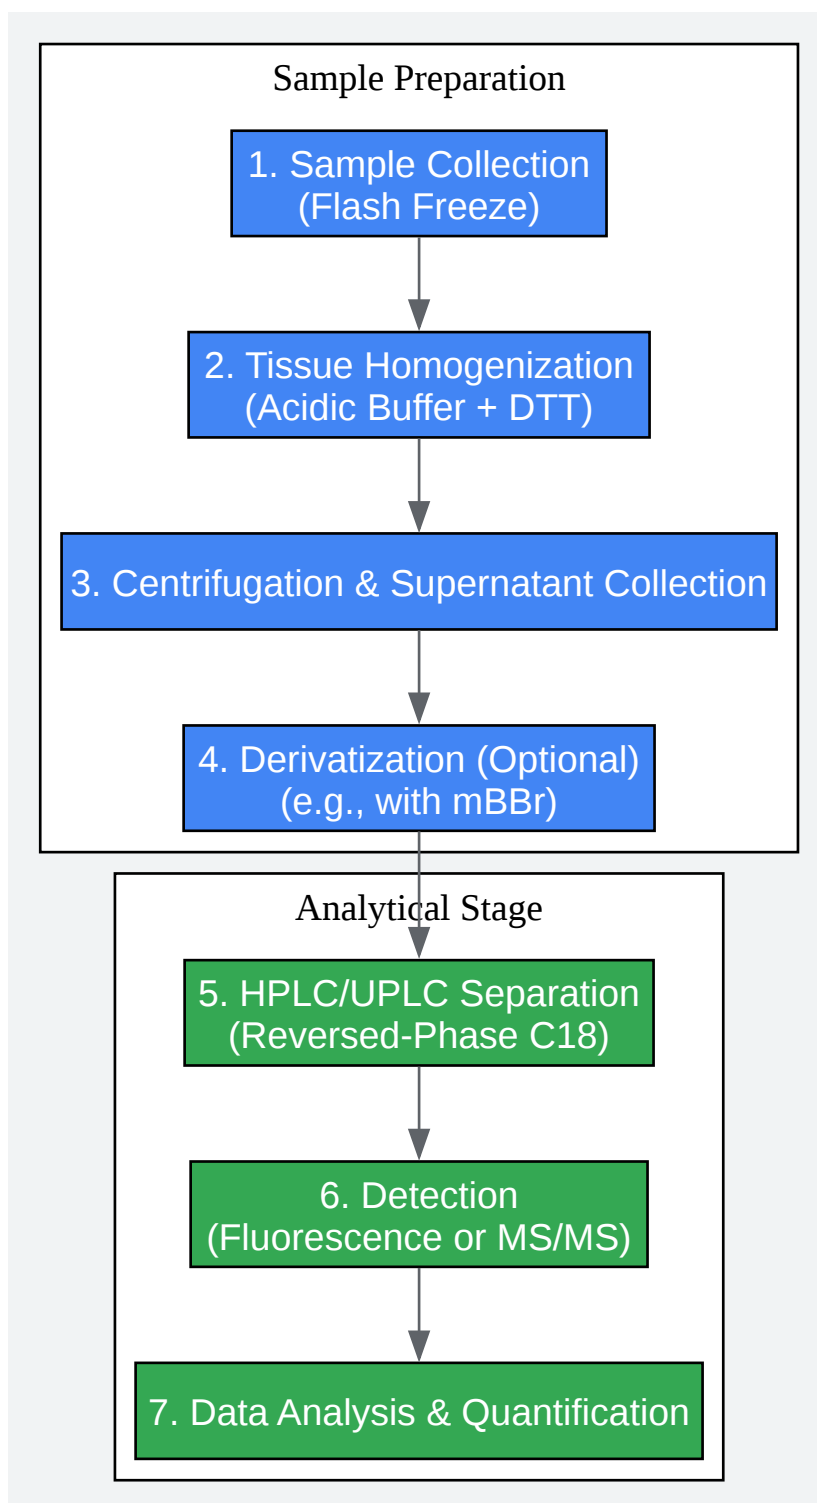 Sample Preparation
1. Sample Collection
(Flash Freeze)
2. Tissue Homogenization
(Acidic Buffer + DTT)
3. Centrifugation & Supernatant Collection
4. Derivatization (Optional)
(e.g., with mBBr)
Analytical Stage
5. HPLC/UPLC Separation
(Reversed-Phase C18)
6. Detection
(Fluorescence or MS/MS)
7. Data Analysis & Quantification